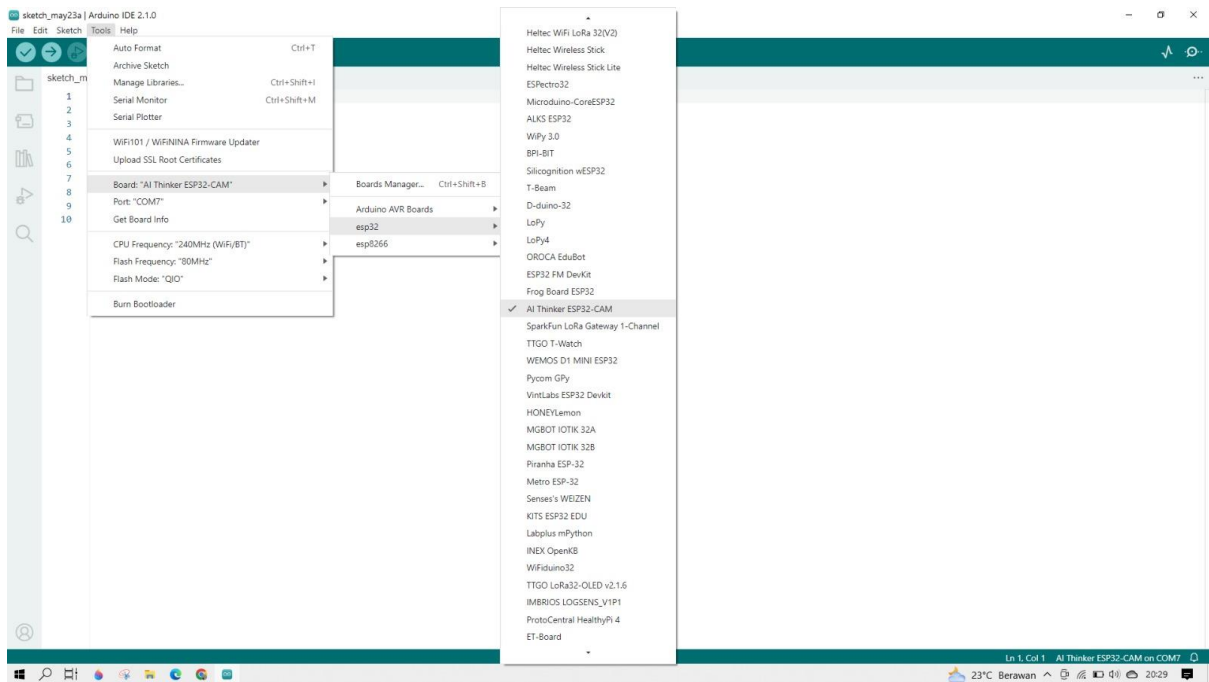 sketch_may23a | Arduino IDE 2.1.0
File Edit Sketch Tools Help
sketch_m
1
2
3
4
5
6
7
8
9
10
Auto Format Ctrl+T
Archive Sketch
Manage Libraries... Ctrl+Shift+I
Serial Monitor Ctrl+Shift+M
Serial Plotter
WiFi101 / WiFiNINA Firmware Updater
Upload SSL Root Certificates
Board: "AI Thinker ESP32-CAM"
Port: "COM7"
Get Board Info
CPU Frequency: "240MHz (WiFi/BT)"
Flash Frequency: "80MHz"
Flash Mode: "QIO"
Burn Bootloader
Boards Manager... Ctrl+Shift+B
Arduino AVR Boards
esp32
esp8266
Heltec WiFi LoRa 32(V2)
Heltec Wireless Stick
Heltec Wireless Stick Lite
ESPectro32
Microduino-CoreESP32
ALKS ESP32
WiPy 3.0
BPI-BIT
Silicognition wESP32
T-Beam
D-duino-32
LoPy
LoPy4
OROCA EduBot
ESP32 FM DevKit
Frog Board ESP32
AI Thinker ESP32-CAM
SparkFun LoRa Gateway 1-Channel
TTGO T-Watch
WEMOS D1 MINI ESP32
Pycom GPy
VintLabs ESP32 Devkit
HONEYLemon
MGBOT IOTIK 32A
MGBOT IOTIK 32B
Piranha ESP-32
Metro ESP-32
Senses's WEIZEN
KITS ESP32 EDU
Labplus mPython
INEX OpenKB
WiFiduino32
TTGO LoRa32-OLED v2.1.6
IMBRIOS LOGSENS_V1P1
ProtoCentral HealthyPi 4
ET-Board
Ln 1, Col 1 AI Thinker ESP32-CAM on COM7
23°C Berawan 20:29